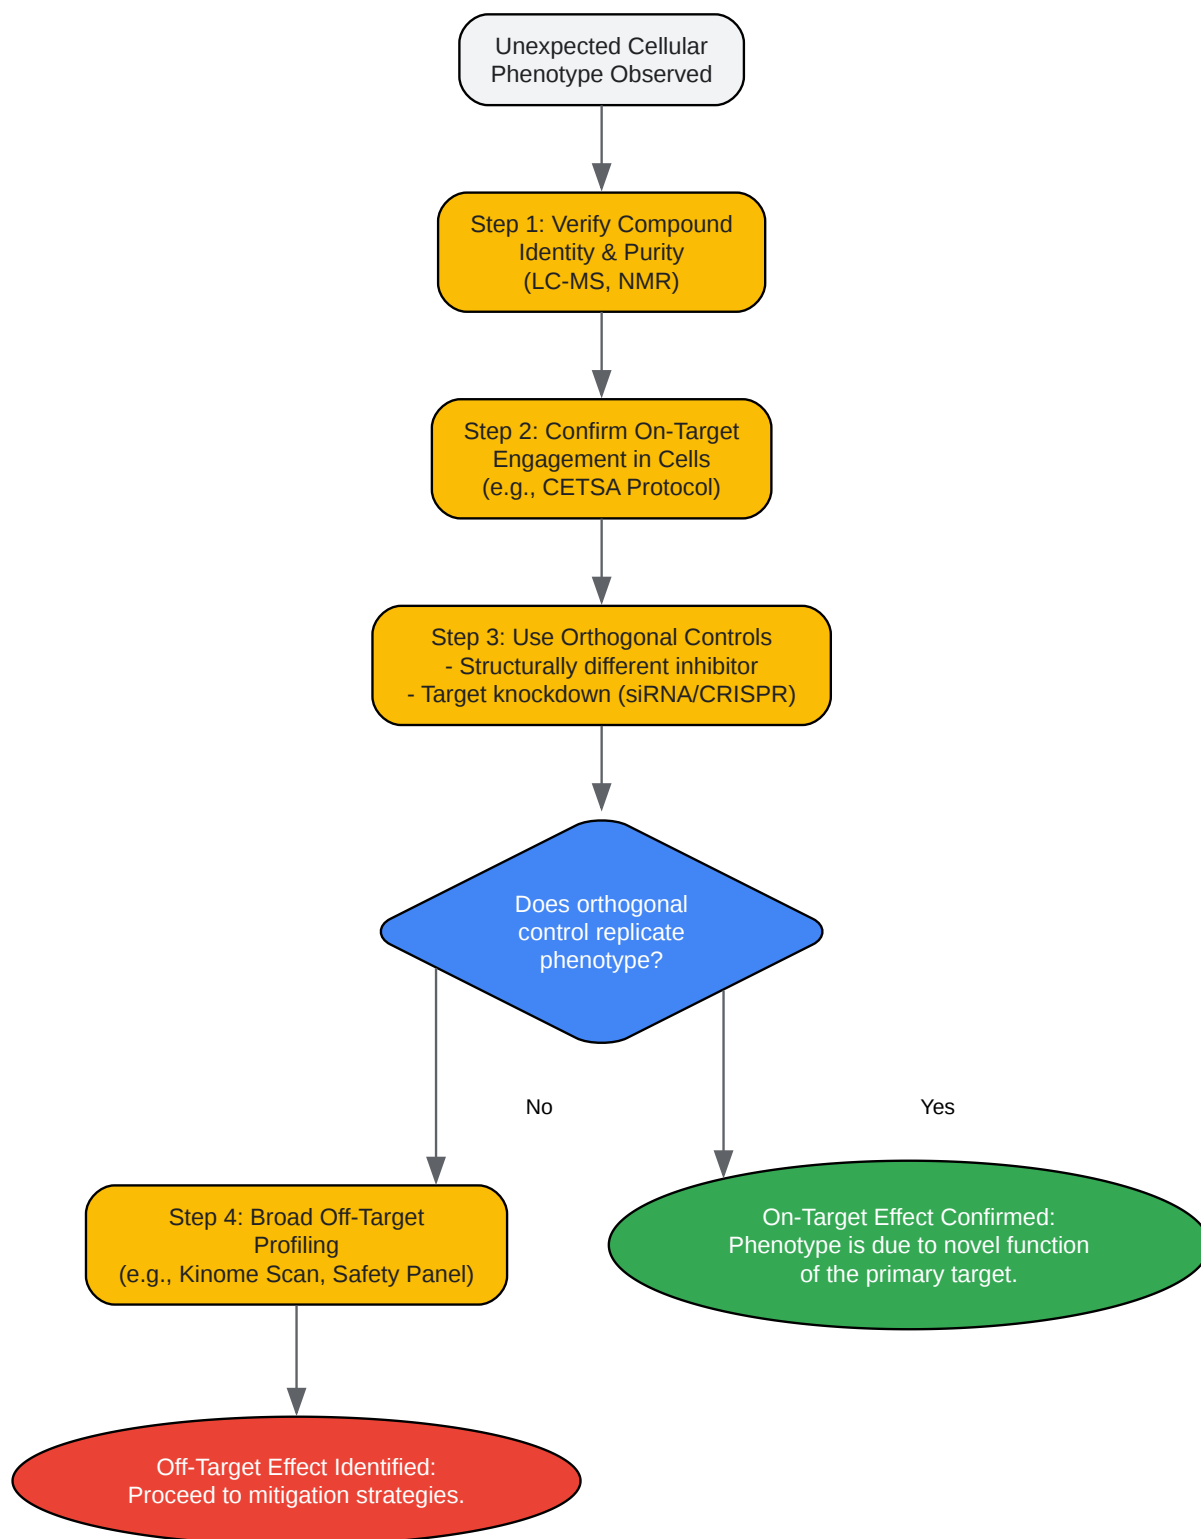 Unexpected Cellular
Phenotype Observed
Step 1: Verify Compound
Identity & Purity
(LC-MS, NMR)
Step 2: Confirm On-Target
Engagement in Cells
(e.g., CETSA Protocol)
Step 3: Use Orthogonal Controls
- Structurally different inhibitor
- Target knockdown (siRNA/CRISPR)
Does orthogonal
control replicate
phenotype?
No
Yes
Step 4: Broad Off-Target
Profiling
(e.g., Kinome Scan, Safety Panel)
On-Target Effect Confirmed:
Phenotype is due to novel function
of the primary target.
Off-Target Effect Identified:
Proceed to mitigation strategies.